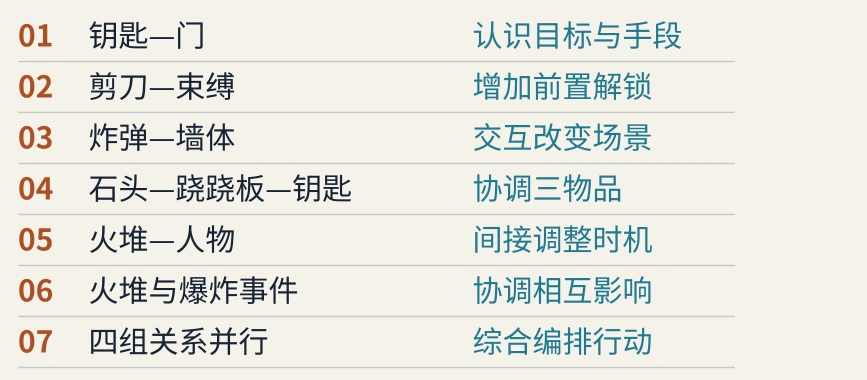 01 钥匙—门 认识目标与手段
02 剪刀—束缚 增加前置解锁
03 炸弹—墙体 交互改变场景
04 石头—跷跷板—钥匙 协调三物品
05 火堆—人物 间接调整时机
06 火堆与爆炸事件 协调相互影响
07 四组关系并行 综合编排行动